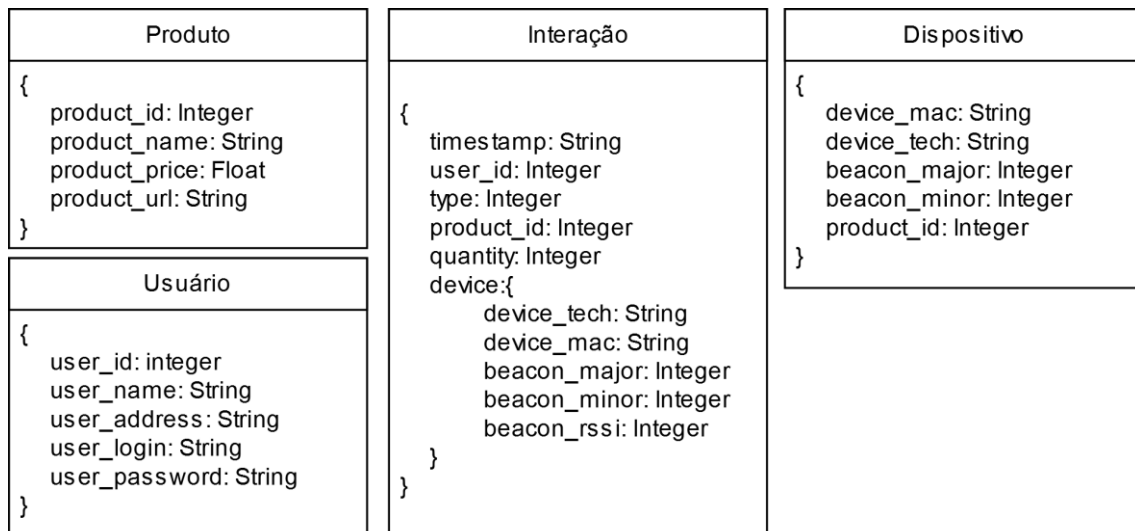 Produto
{
product_id: Integer
product_name: String
product_price: Float
product_url: String
}
Usuário
{
user_id: integer
user_name: String
user_address: String
user_login: String
user_password: String
}
Interação
{
timestamp: String
user_id: Integer
type: Integer
product_id: Integer
quantity: Integer
device:{
device_tech: String
device_mac: String
beacon_major: Integer
beacon_minor: Integer
beacon_rssi: Integer
}
}
Dispositivo
{
device_mac: String
device_tech: String
beacon_major: Integer
beacon_minor: Integer
product_id: Integer
}